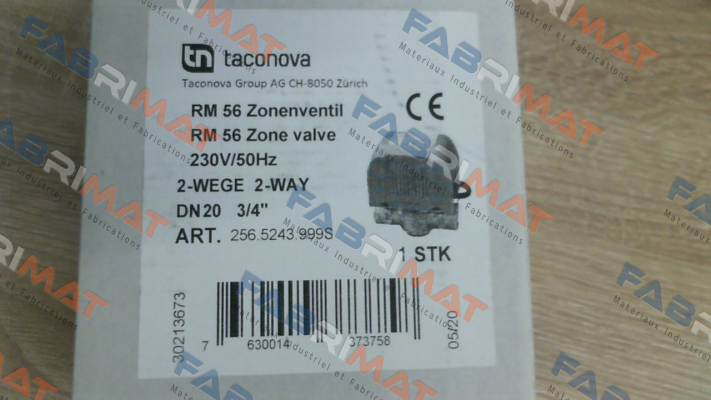 taconova
Taconova Group AG CH-8050 Zürich
RM 56 Zonenventil
RM 56 Zone valve
230V/50Hz
2-WEGE 2-WAY
DN20 3/4"
ART. 256.5243.999S
CE
1 STK
30213673
7 630014 373758
05/20
FABRIMAT
Materiaux Industriel et Fabrications